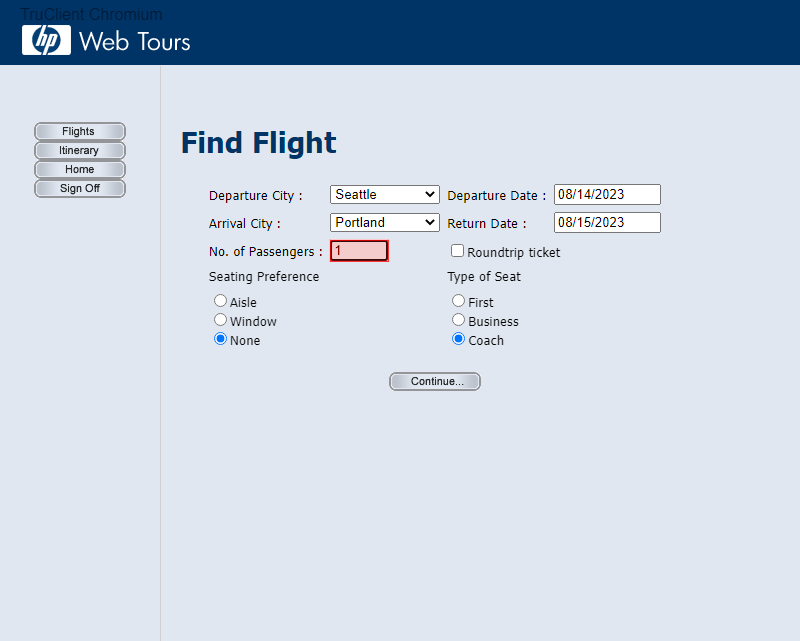 TruClient Chromium
hp Web Tours
Flights
Itinerary
Home
Sign Off
Find Flight
Departure City : Seattle Departure Date : 08/14/2023
Arrival City : Portland Return Date : 08/15/2023
No. of Passengers : 1 Roundtrip ticket
Seating Preference Type of Seat
Aisle First
Window Business
None Coach
Continue...